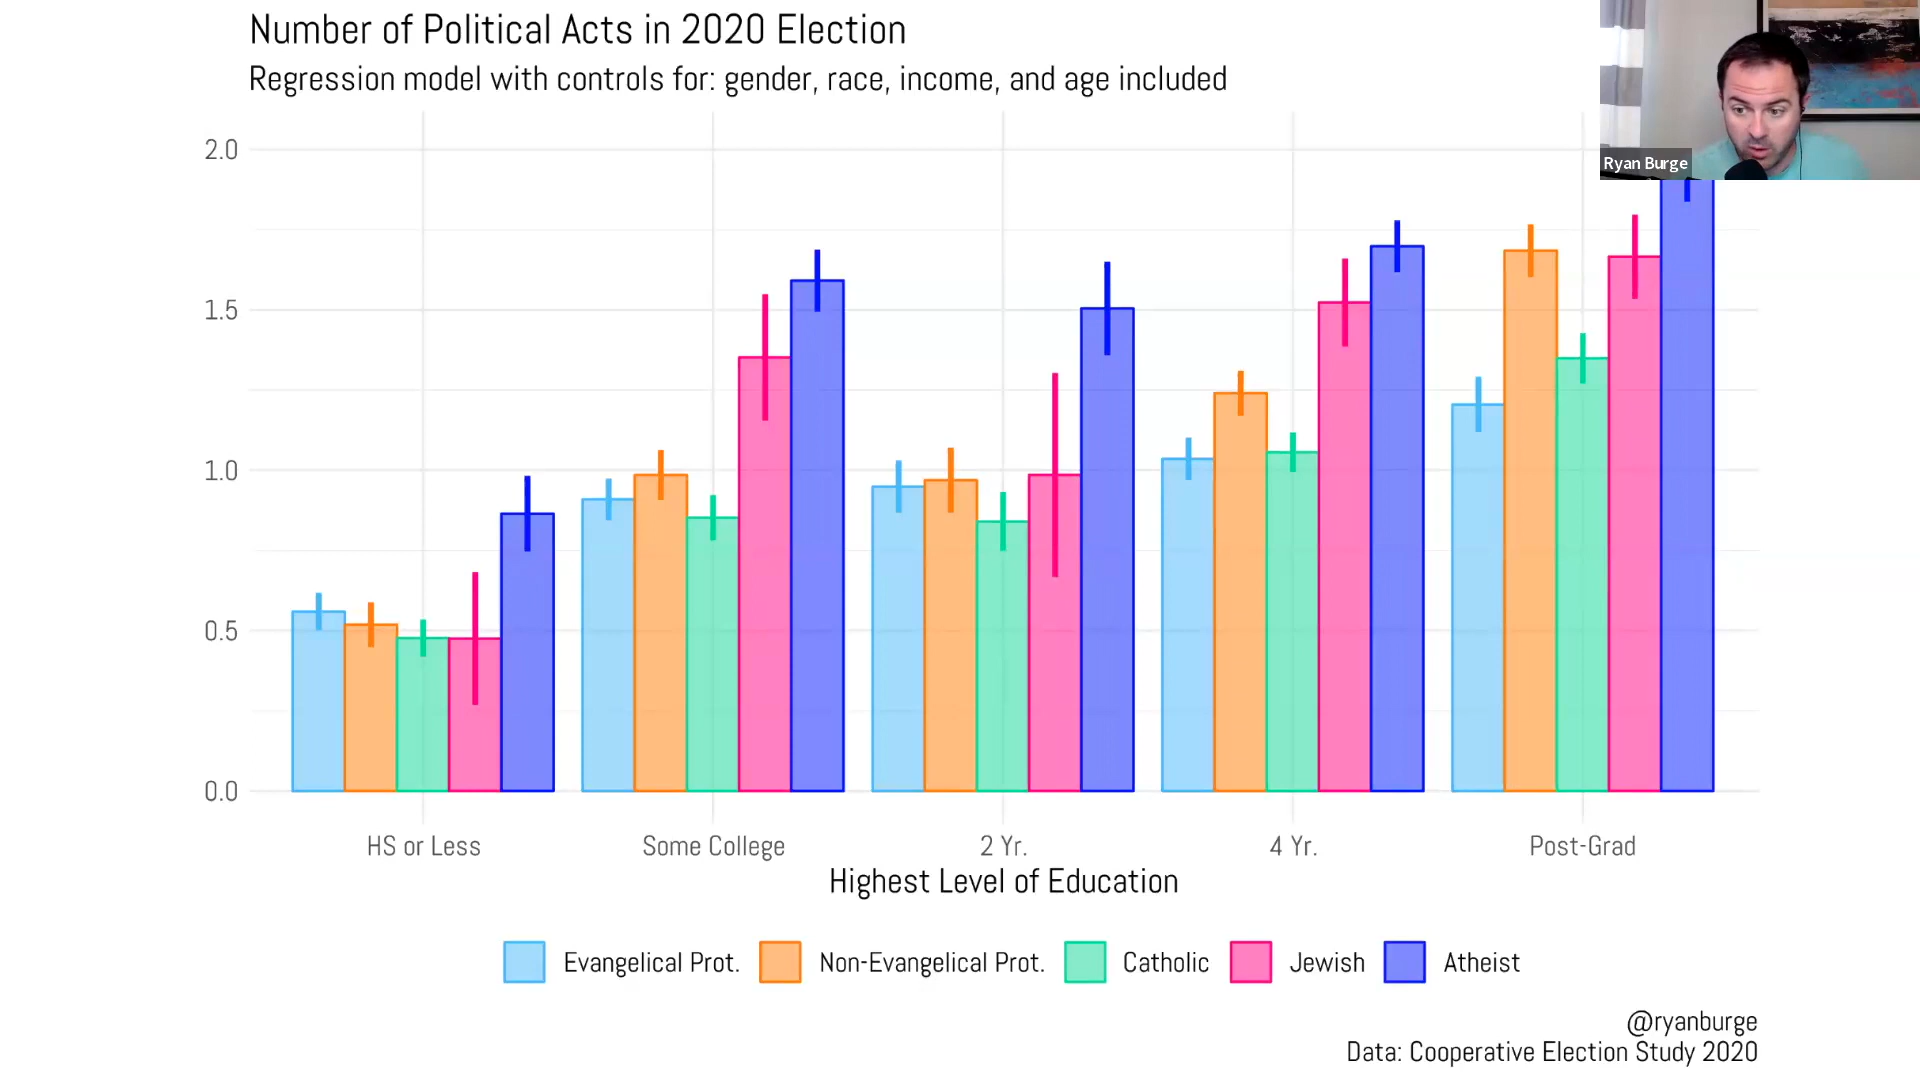 Number of Political Acts in 2020 Election
Regression model with controls for: gender, race, income, and age included
Ryan Burge
2.0
1.5
1.0
0.5
0.0
HS or Less
Some College
2 Yr.
4 Yr.
Post-Grad
Highest Level of Education
Evangelical Prot.
Non-Evangelical Prot.
Catholic
Jewish
Atheist
@ryanburge
Data: Cooperative Election Study 2020